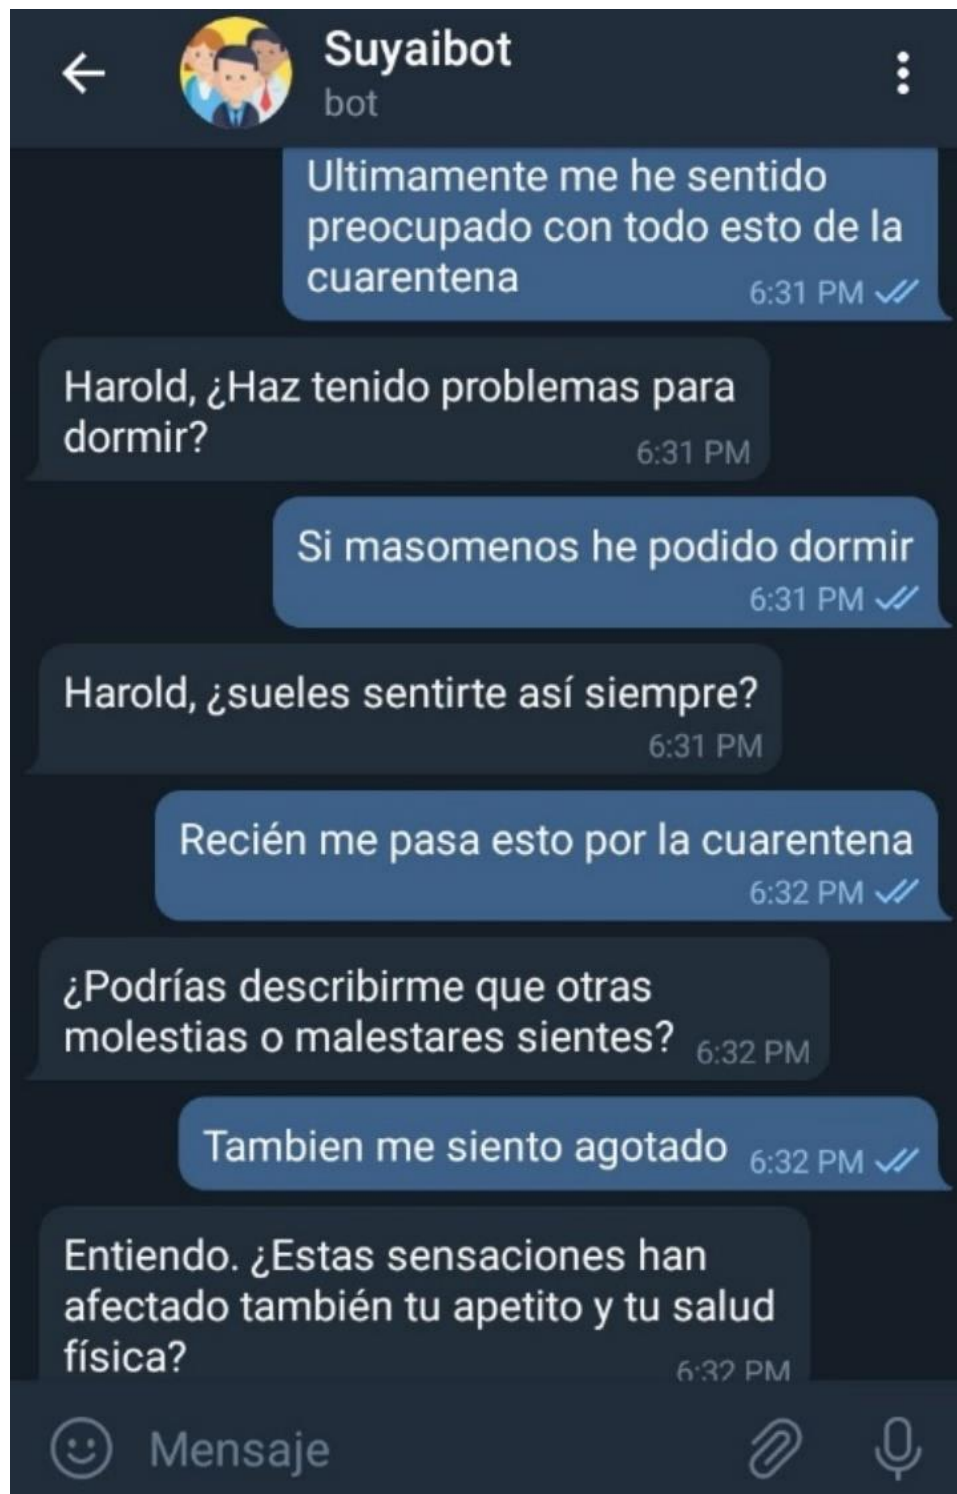 Suyaibot
bot
Ultimamente me he sentido
preocupado con todo esto de la
cuarentena
6:31 PM
Harold, ¿Haz tenido problemas para
dormir?
6:31 PM
Si masomenos he podido dormir
6:31 PM
Harold, ¿sueles sentirte así siempre?
6:31 PM
Recién me pasa esto por la cuarentena
6:32 PM
¿Podrías describirme que otras
molestias o malestares sientes?
6:32 PM
Tambien me siento agotado
6:32 PM
Entiendo. ¿Estas sensaciones han
afectado también tu apetito y tu salud
física?
6:32 PM
Mensaje